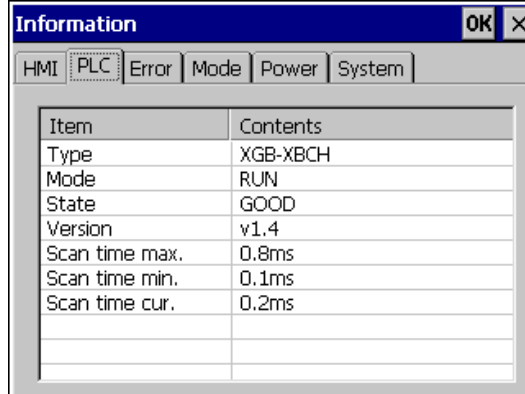 Information OK ×
HMI PLC Error Mode Power System
Item Contents
Type XGB-XBCH
Mode RUN
State GOOD
Version v1.4
Scan time max. 0.8ms
Scan time min. 0.1ms
Scan time cur. 0.2ms